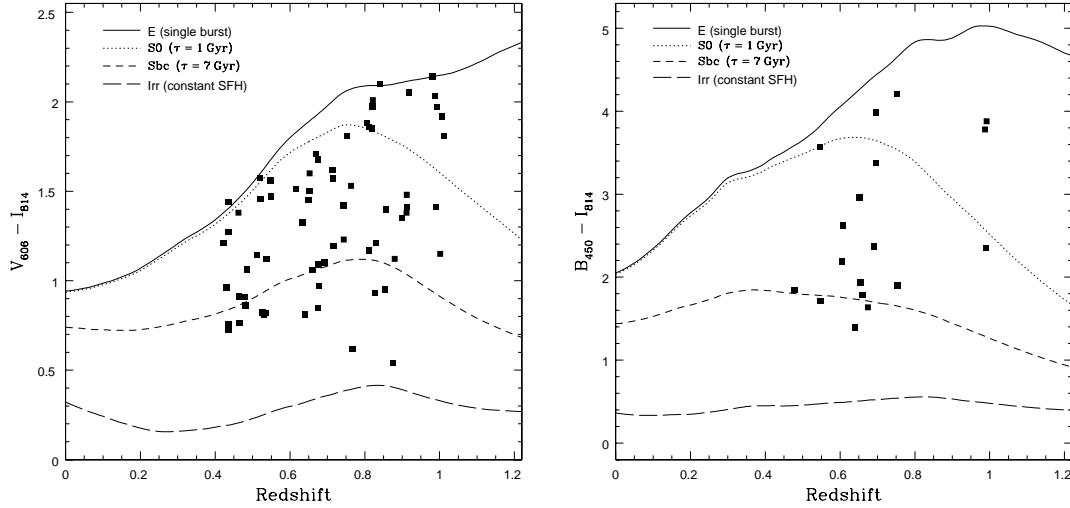 2.5
2
1.5
1
0.5
0
V606 − I814
E (single burst)
S0 (τ = 1 Gyr)
Sbc (τ = 7 Gyr)
Irr (constant SFH)
0 0.2 0.4 0.6 0.8 1 1.2
Redshift
5
4
3
2
1
0
B450 − I814
E (single burst)
S0 (τ = 1 Gyr)
Sbc (τ = 7 Gyr)
Irr (constant SFH)
0 0.2 0.4 0.6 0.8 1 1.2
Redshift